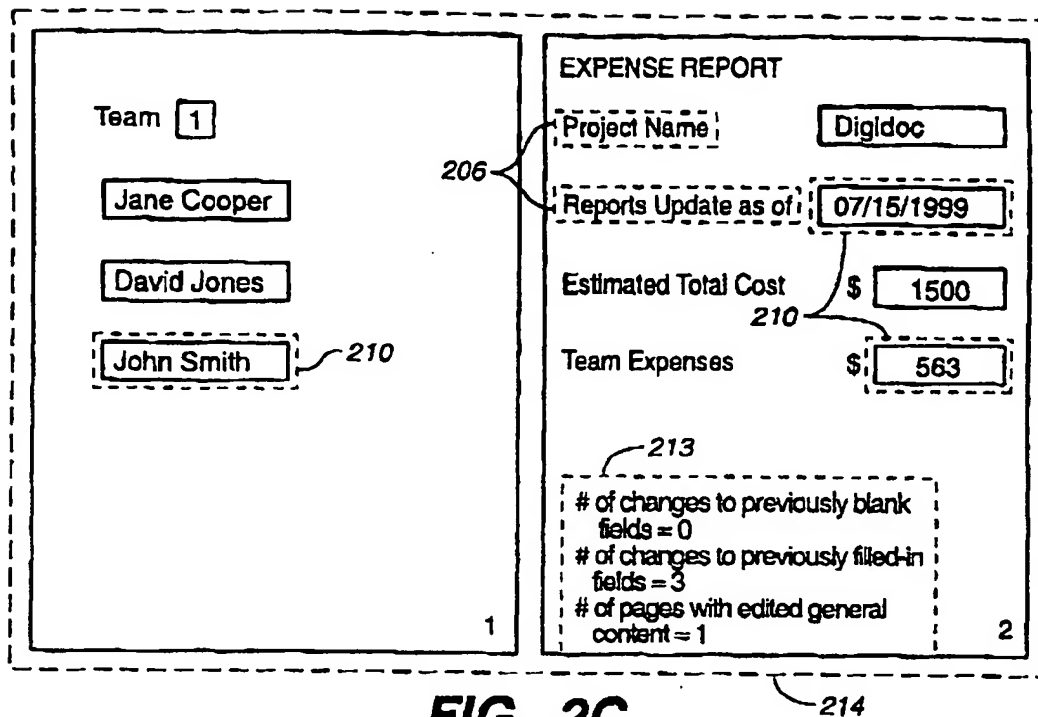 Team 1
Jane Cooper
David Jones
John Smith
210
1
EXPENSE REPORT
Project Name
Digidoc
206
Reports Update as of
07/15/1999
Estimated Total Cost
$ 1500
210
Team Expenses
$ 563
213
# of changes to previously blank
fields = 0
# of changes to previously filled-in
fields = 3
# of pages with edited general
content = 1
2
214
FIG._2C